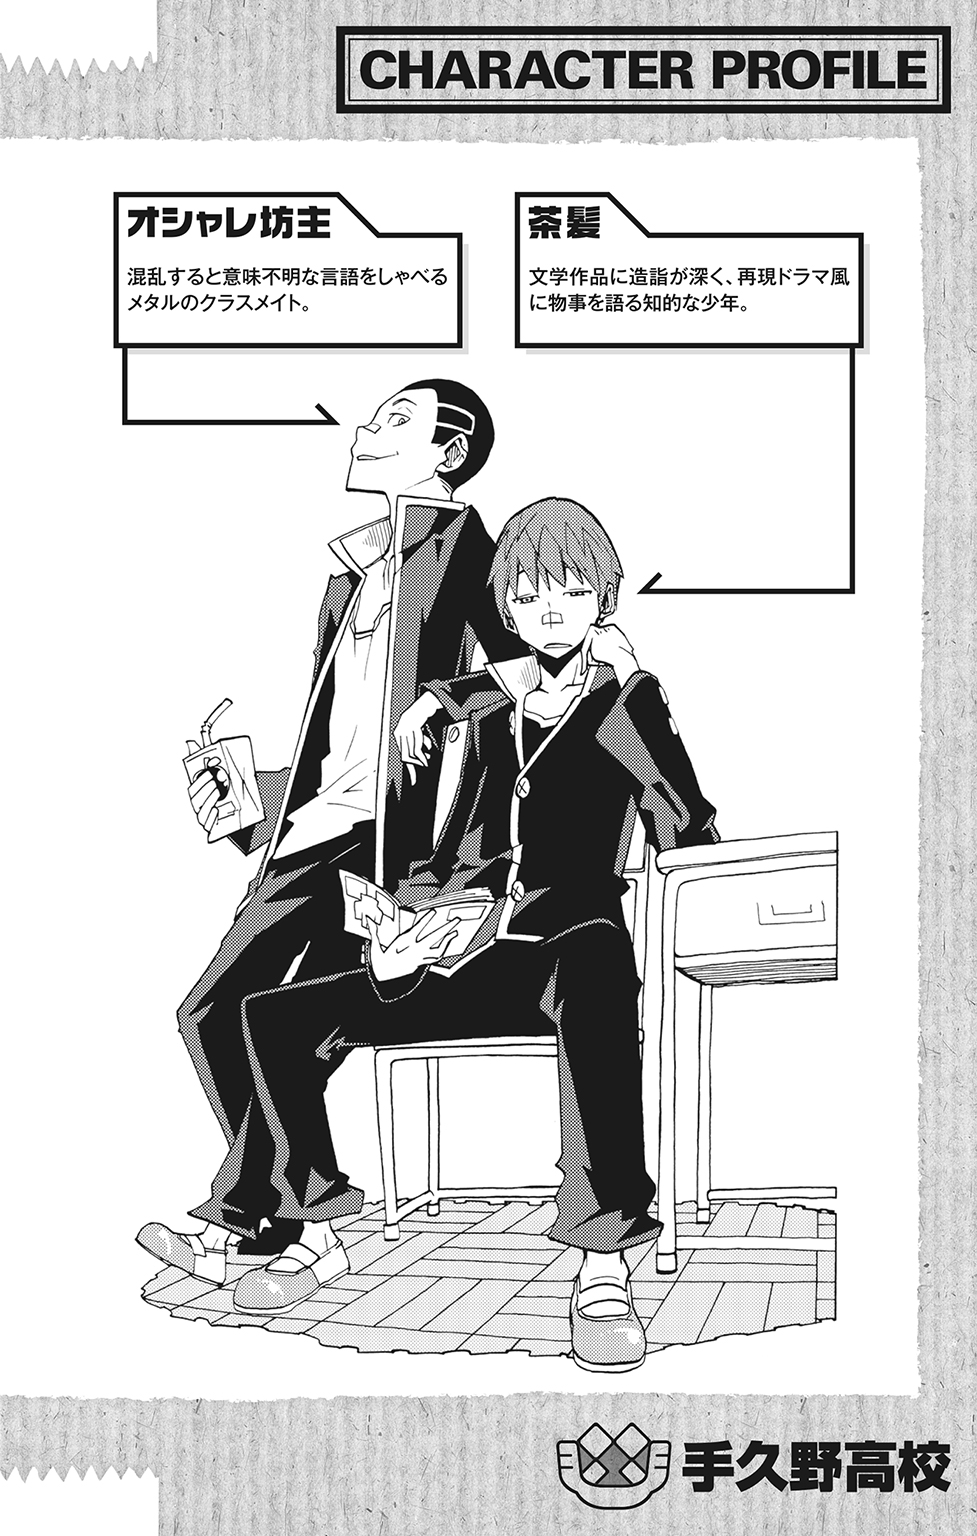 CHARACTER PROFILE
オシャレ坊主
混乱すると意味不明な言語をしゃべる
メタルのクラスメイト。
茶髪
文学作品に造詣が深く、再現ドラマ風
に物事を語る知的な少年。
手久野高校